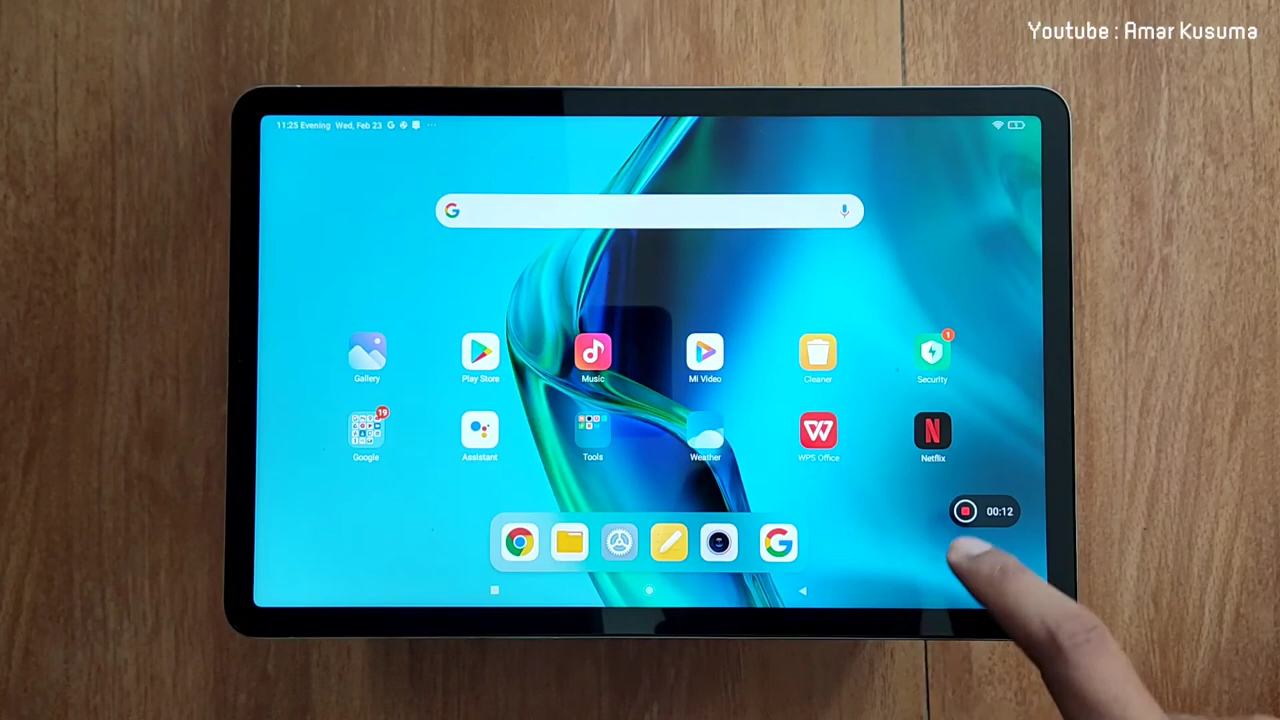 Youtube : Amar Kusuma
11:25 Evening Wed, Feb 23
Gallery
Play Store
Music
Mi Video
Cleaner
1
Security
19
Google
Assistant
Tools
Weather
WPS Office
Netflix
00:12